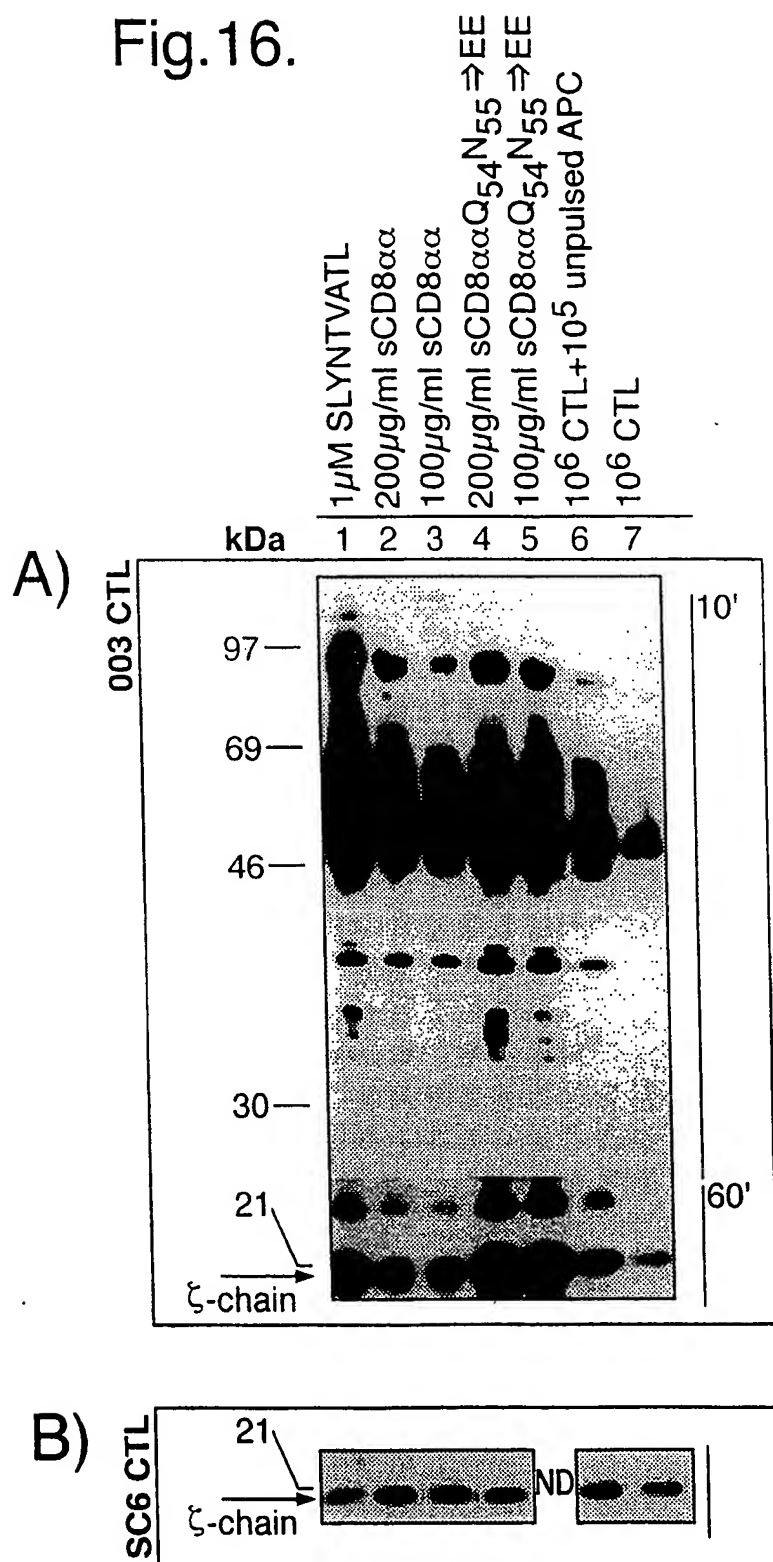 Fig.16.
1µM SLYNTVATL
200µg/ml sCD8αα
100µg/ml sCD8αα
200µg/ml sCD8ααQ54N55⇒EE
100µg/ml sCD8ααQ54N55⇒EE
10^6 CTL+10^5 unpulsed APC
10^6 CTL
kDa 1 2 3 4 5 6 7
A)
003 CTL
10'
97
69
46
30
60'
21
ζ-chain
B)
SC6 CTL
21
ND
ζ-chain